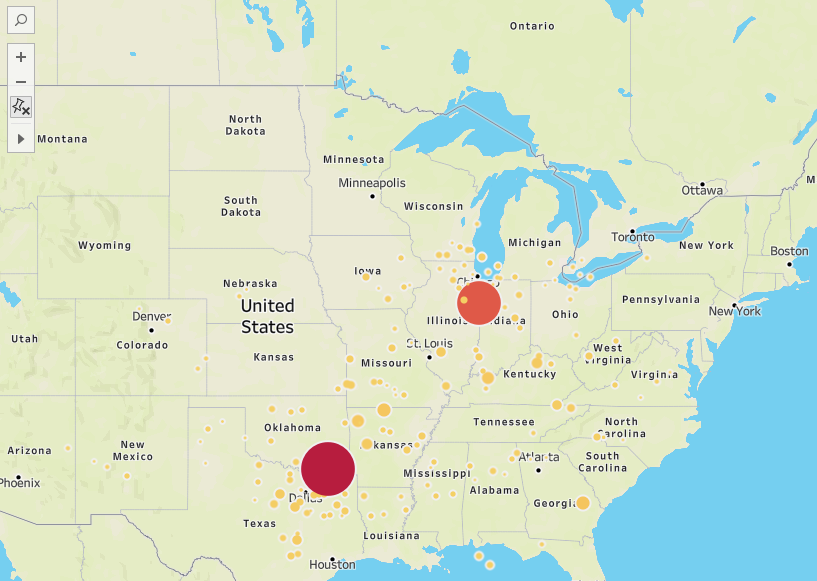 Ontario
Montana
North
Dakota
Minnesota
Minneapolis
Ottawa
South
Dakota
Wisconsin
Toronto
Michigan
New York
Wyoming
Boston
Iowa
Nebraska
United
States
Pennsylvania
New York
Denver
Illinois
Ohio
Utah
Colorado
St. Louis
West
Virginia
Kansas
Missouri
Kentucky
Virginia
Oklahoma
Tennessee
North
Carolina
Arizona
New
Mexico
Arkansas
Atlanta
South
Carolina
Phoenix
Mississippi
Alabama
Dallas
Georgia
Texas
Louisiana
Houston